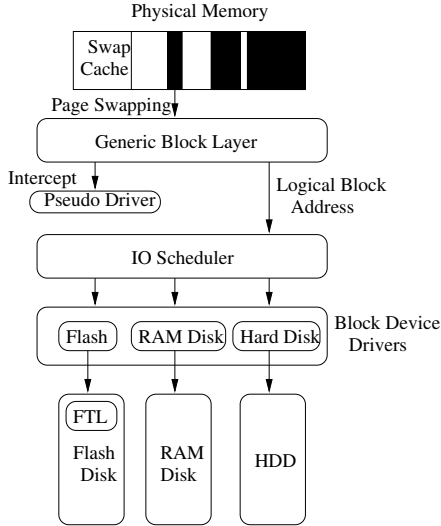 Physical Memory
Swap
Cache
Page Swapping
Generic Block Layer
Intercept
Pseudo Driver
Logical Block
Address
IO Scheduler
Flash
RAM Disk
Hard Disk
Block Device
Drivers
FTL
Flash
Disk
RAM
Disk
HDD